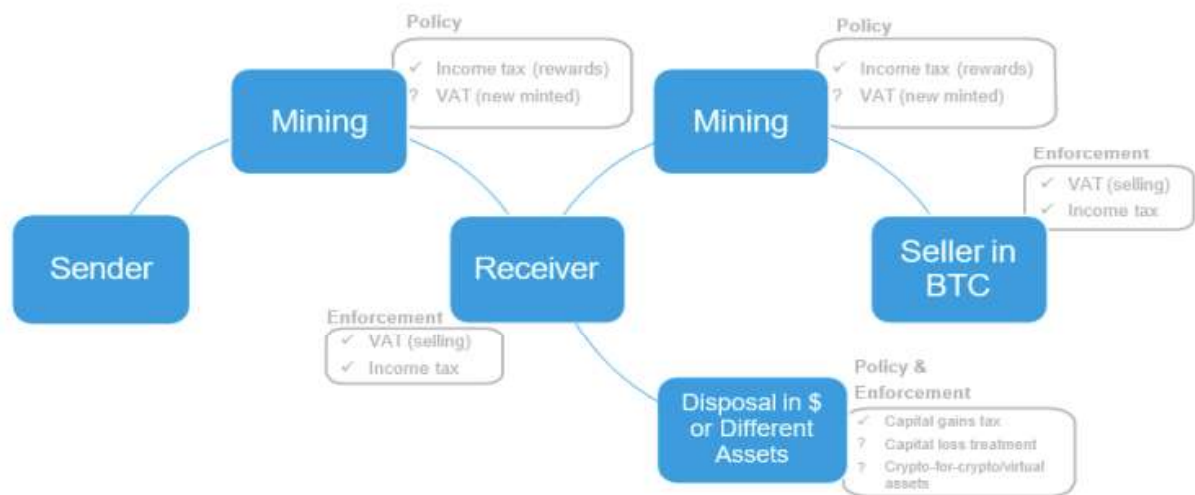 Policy
✓ Income tax (rewards)
? VAT (new minted)
Mining
Policy
✓ Income tax (rewards)
? VAT (new minted)
Mining
Enforcement
✓ VAT (selling)
✓ Income tax
Sender
Receiver
Seller in
BTC
Enforcement
✓ VAT (selling)
✓ Income tax
Disposal in $
or Different
Assets
Policy &
Enforcement
✓ Capital gains tax
? Capital loss treatment
? Crypto-for-crypto/virtual
assets